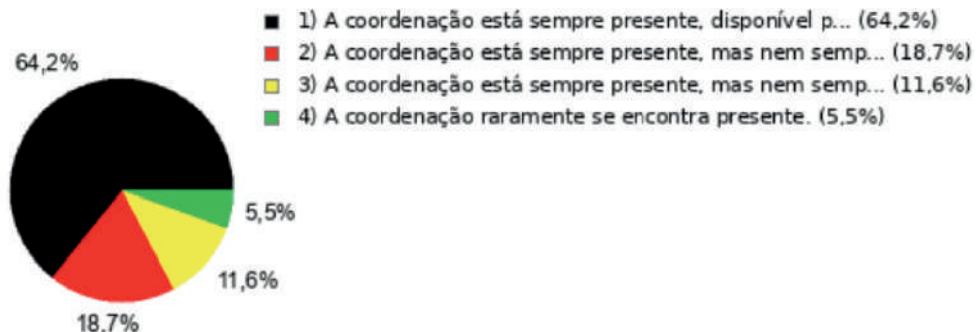 1) A coordenação está sempre presente, disponível p... (64,2%)
2) A coordenação está sempre presente, mas nem semp... (18,7%)
3) A coordenação está sempre presente, mas nem semp... (11,6%)
4) A coordenação raramente se encontra presente. (5,5%)
64,2%
5,5%
11,6%
18,7%